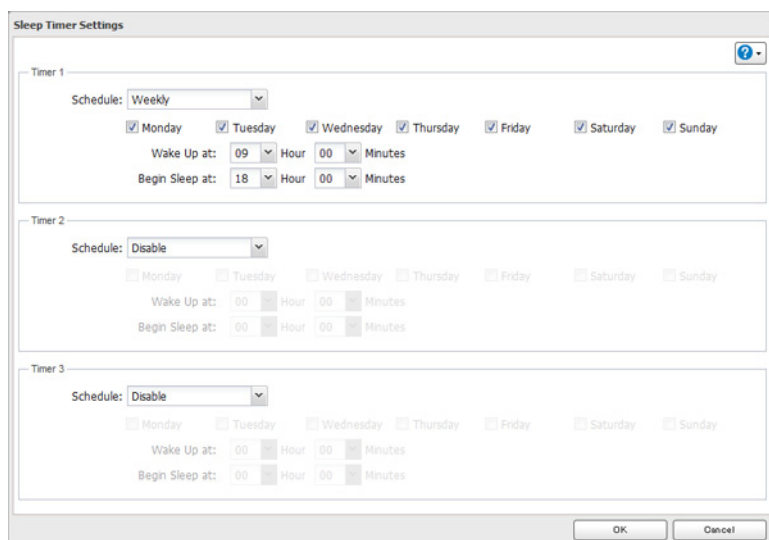 Sleep Timer Settings
?
Timer 1
Schedule: Weekly
Monday Tuesday Wednesday Thursday Friday Saturday Sunday
Wake Up at: 09 Hour 00 Minutes
Begin Sleep at: 18 Hour 00 Minutes
Timer 2
Schedule: Disable
Monday Tuesday Wednesday Thursday Friday Saturday Sunday
Wake Up at: 00 Hour 00 Minutes
Begin Sleep at: 00 Hour 00 Minutes
Timer 3
Schedule: Disable
Monday Tuesday Wednesday Thursday Friday Saturday Sunday
Wake Up at: 00 Hour 00 Minutes
Begin Sleep at: 00 Hour 00 Minutes
OK Cancel